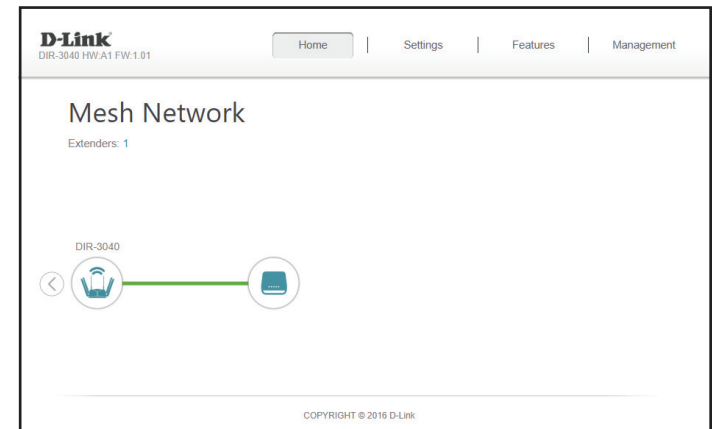 D-Link
DIR-3040 HW:A1 FW:1.01
Home
Settings
Features
Management
Mesh Network
Extenders: 1
DIR-3040
COPYRIGHT © 2016 D-Link